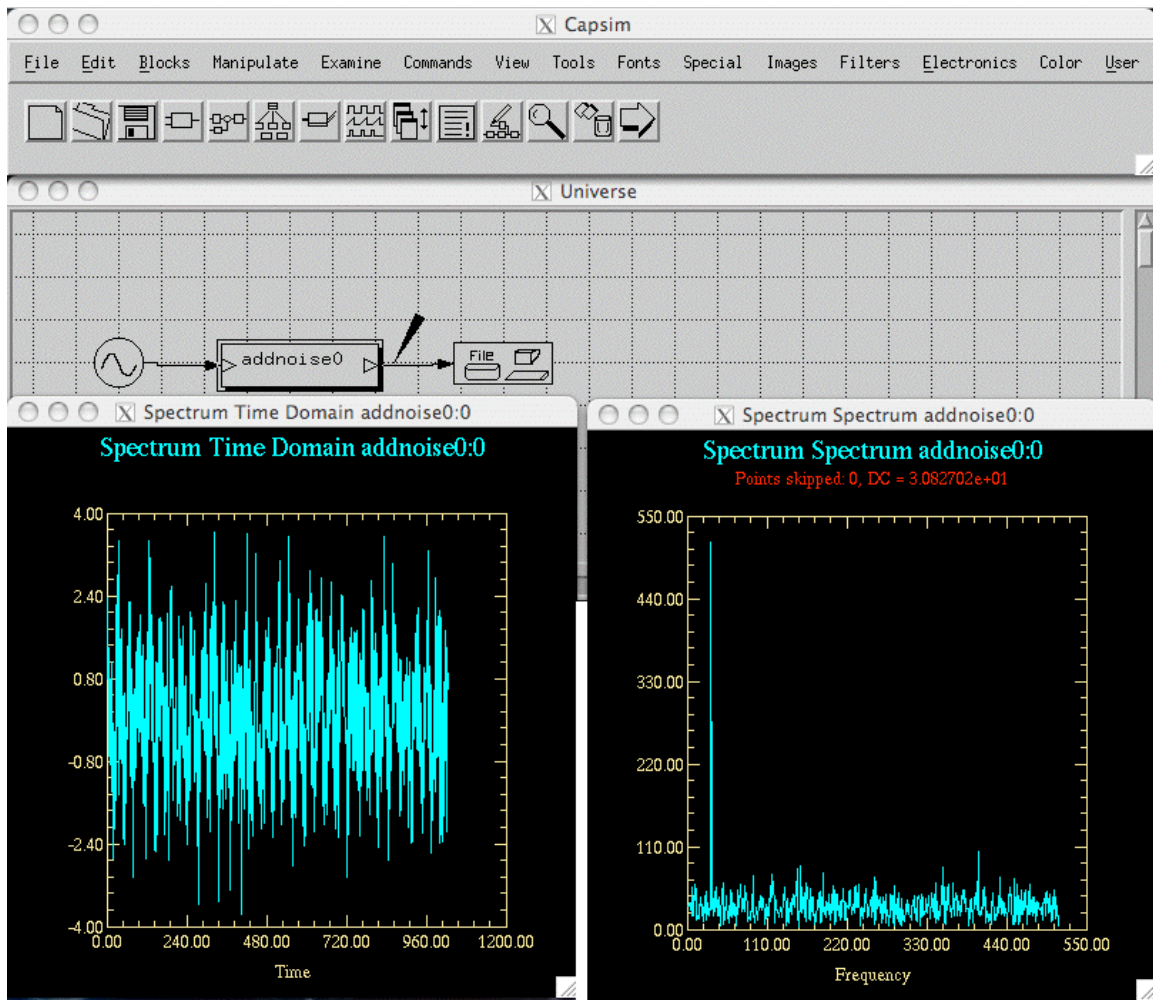 X Capsim
File Edit Blocks Manipulate Examine Commands View Tools Fonts Special Images Filters Electronics Color User
X Universe
addnoise0
File
X Spectrum Time Domain addnoise0:0
Spectrum Time Domain addnoise0:0
4.00
2.40
0.80
-0.80
-2.40
-4.00
0.00 240.00 480.00 720.00 960.00 1200.00
Time
X Spectrum Spectrum addnoise0:0
Spectrum Spectrum addnoise0:0
Points skipped: 0, DC = 3.082702e+01
550.00
440.00
330.00
220.00
110.00
0.00
0.00 110.00 220.00 330.00 440.00 550.00
Frequency